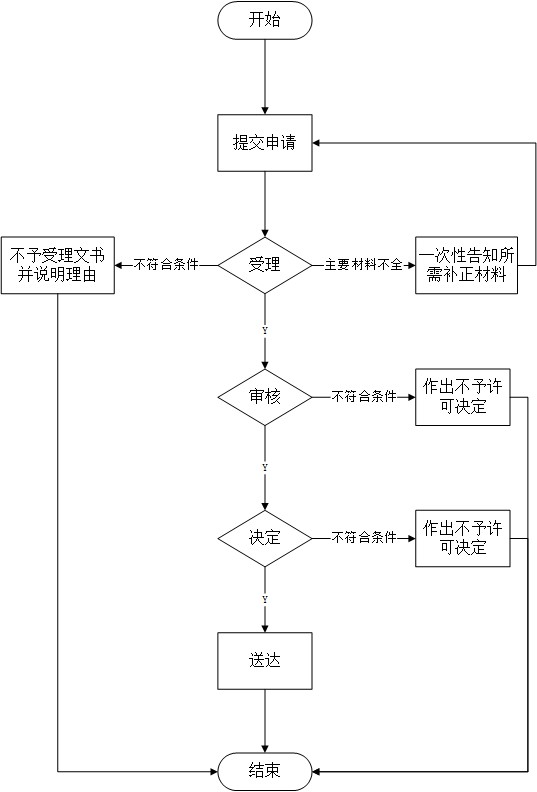 开始
提交申请
不予受理文书
并说明理由
不符合条件
受理
主要材料不全
一次性告知所
需补正材料
Y
审核
不符合条件
作出不予许
可决定
Y
决定
不符合条件
作出不予许
可决定
Y
送达
结束